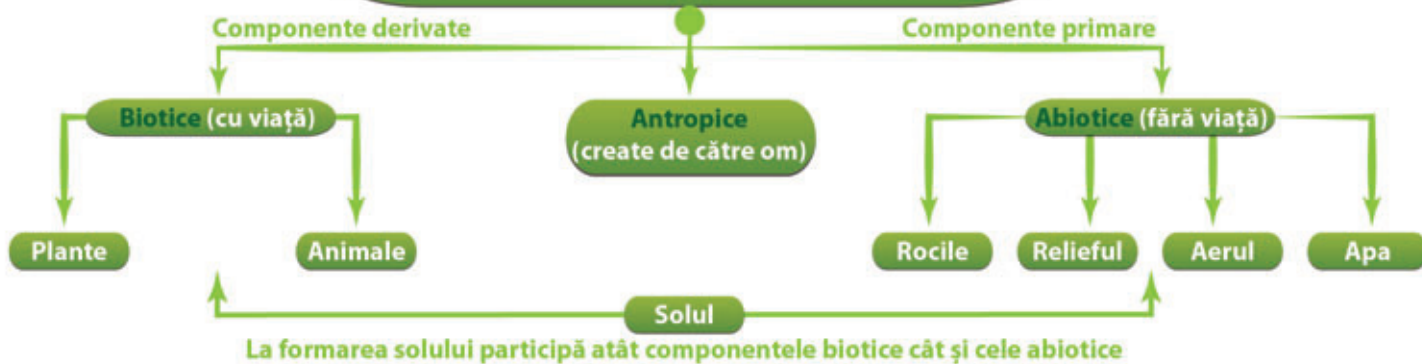 Componente derivate
Componente primare
Biotice (cu viață)
Antropice
(create de către om)
Abiotice (fără viață)
Plante
Animale
Rocile
Relieful
Aerul
Apa
Solul
La formarea solului participă atât componentele biotice cât și cele abiotice